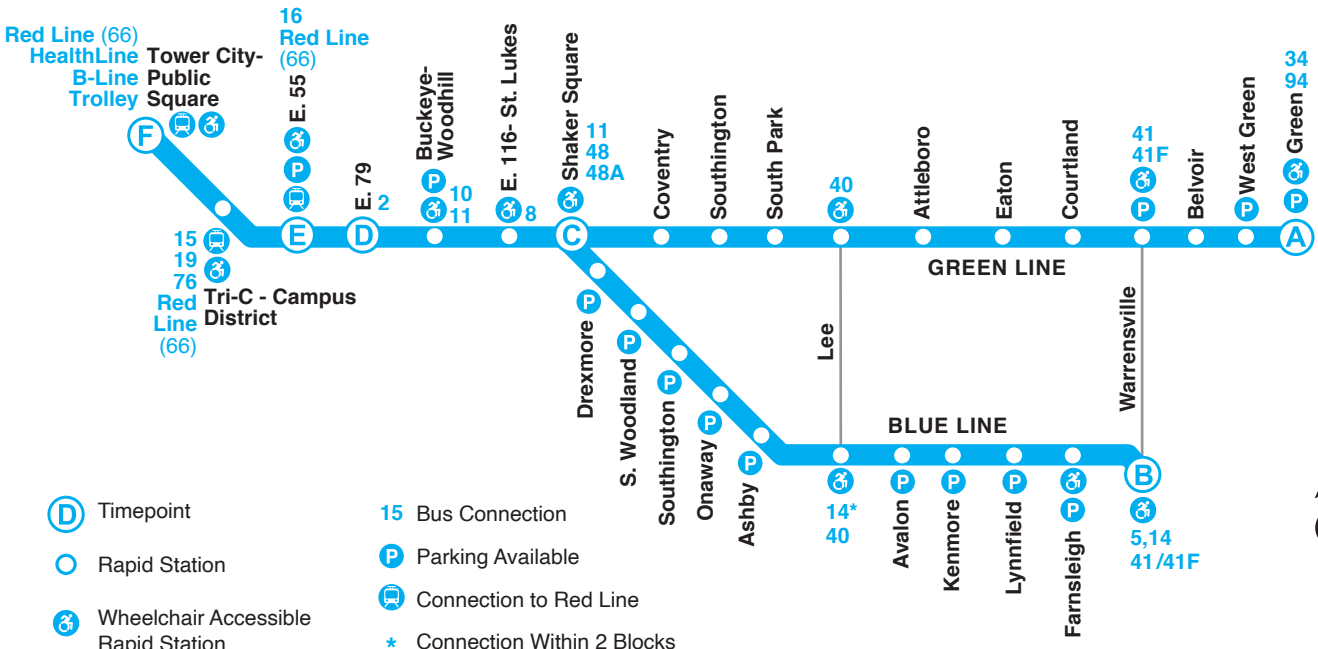 Red Line (66)
HealthLine
B-Line
Trolley
Tower City-
Public
Square
F
16
Red Line
(66)
E. 55
P
E
E. 79
2
D
Buckeye-
Woodhill
P
10
11
E. 116- St. Lukes
8
Shaker Square
11
48
48A
C
Coventry
Southington
South Park
40
Attleboro
Eaton
Courtland
41
41F
P
Belvoir
West Green
P
34
94
Green
P
A
GREEN LINE
15
19
76
Red
Line
(66)
Tri-C - Campus
District
Drexmore
P
S. Woodland
P
Southington
P
Onaway
P
Ashby
P
Lee
Warrensville
BLUE LINE
14*
40
Avalon
P
Kenmore
P
Lynnfield
P
Farnsleigh
P
B
5,14
41/41F
D Timepoint
Rapid Station
Wheelchair Accessible
Rapid Station
15 Bus Connection
P Parking Available
Connection to Red Line
* Connection Within 2 Blocks